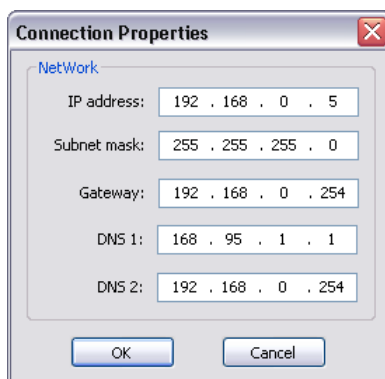 Connection Properties
NetWork
IP address: 192 . 168 . 0 . 5
Subnet mask: 255 . 255 . 255 . 0
Gateway: 192 . 168 . 0 . 254
DNS 1: 168 . 95 . 1 . 1
DNS 2: 192 . 168 . 0 . 254
OK Cancel